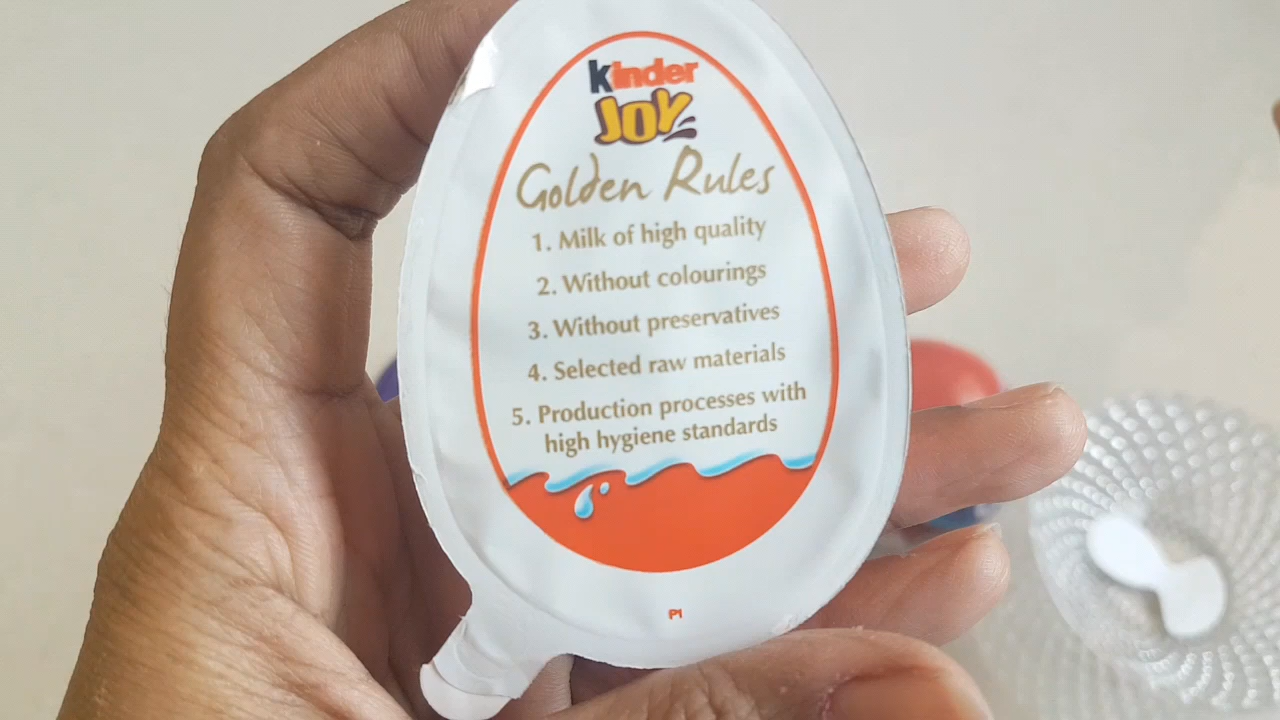 kinder
JOY
Golden Rules
1. Milk of high quality
2. Without colourings
3. Without preservatives
4. Selected raw materials
5. Production processes with
high hygiene standards
P1